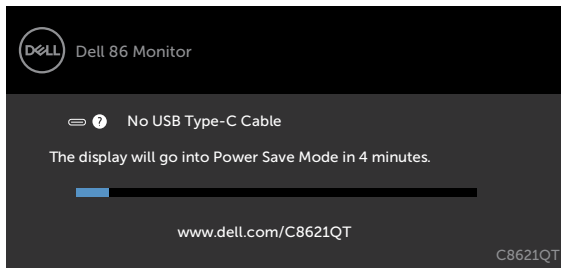 DELL Dell 86 Monitor
? No USB Type-C Cable
The display will go into Power Save Mode in 4 minutes.
www.dell.com/C8621QT
C8621QT